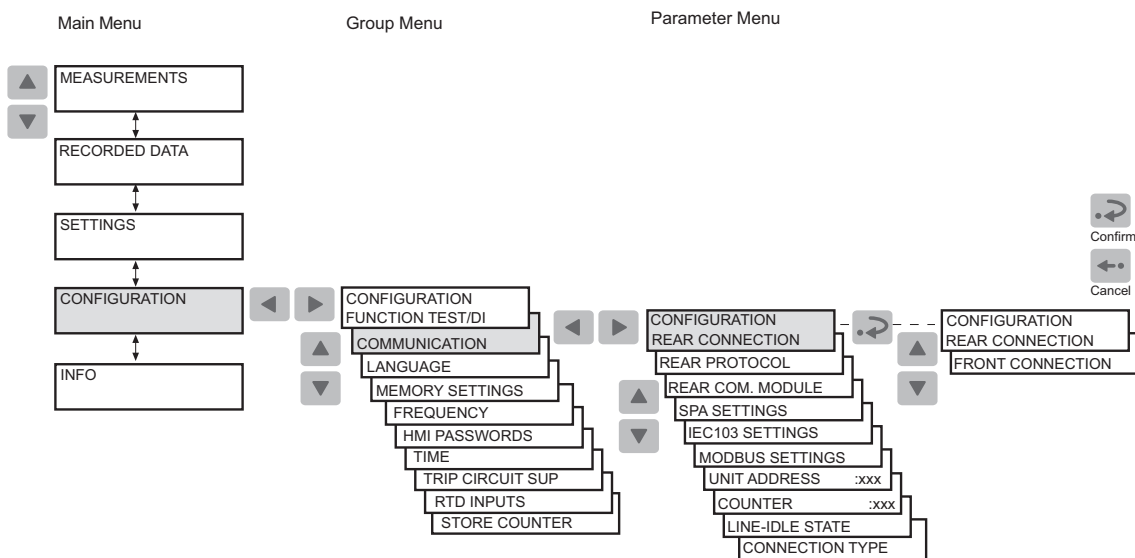 Main Menu
Group Menu
Parameter Menu
MEASUREMENTS
RECORDED DATA
SETTINGS
CONFIGURATION
INFO
CONFIGURATION
FUNCTION TEST/DI
COMMUNICATION
LANGUAGE
MEMORY SETTINGS
FREQUENCY
HMI PASSWORDS
TIME
TRIP CIRCUIT SUP
RTD INPUTS
STORE COUNTER
CONFIGURATION
REAR CONNECTION
REAR PROTOCOL
REAR COM. MODULE
SPA SETTINGS
IEC103 SETTINGS
MODBUS SETTINGS
UNIT ADDRESS :xxx
COUNTER :xxx
LINE-IDLE STATE
CONNECTION TYPE
Confirm
Cancel
CONFIGURATION
REAR CONNECTION
FRONT CONNECTION